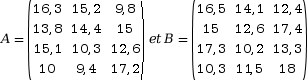 A = (16,3 15,2 9,8
13,8 14,4 15
15,1 10,3 12,6
10 9,4 17,2) et B = (16,5 14,1 12,4
15 12,6 17,4
17,3 10,2 13,3
10,3 11,5 18)